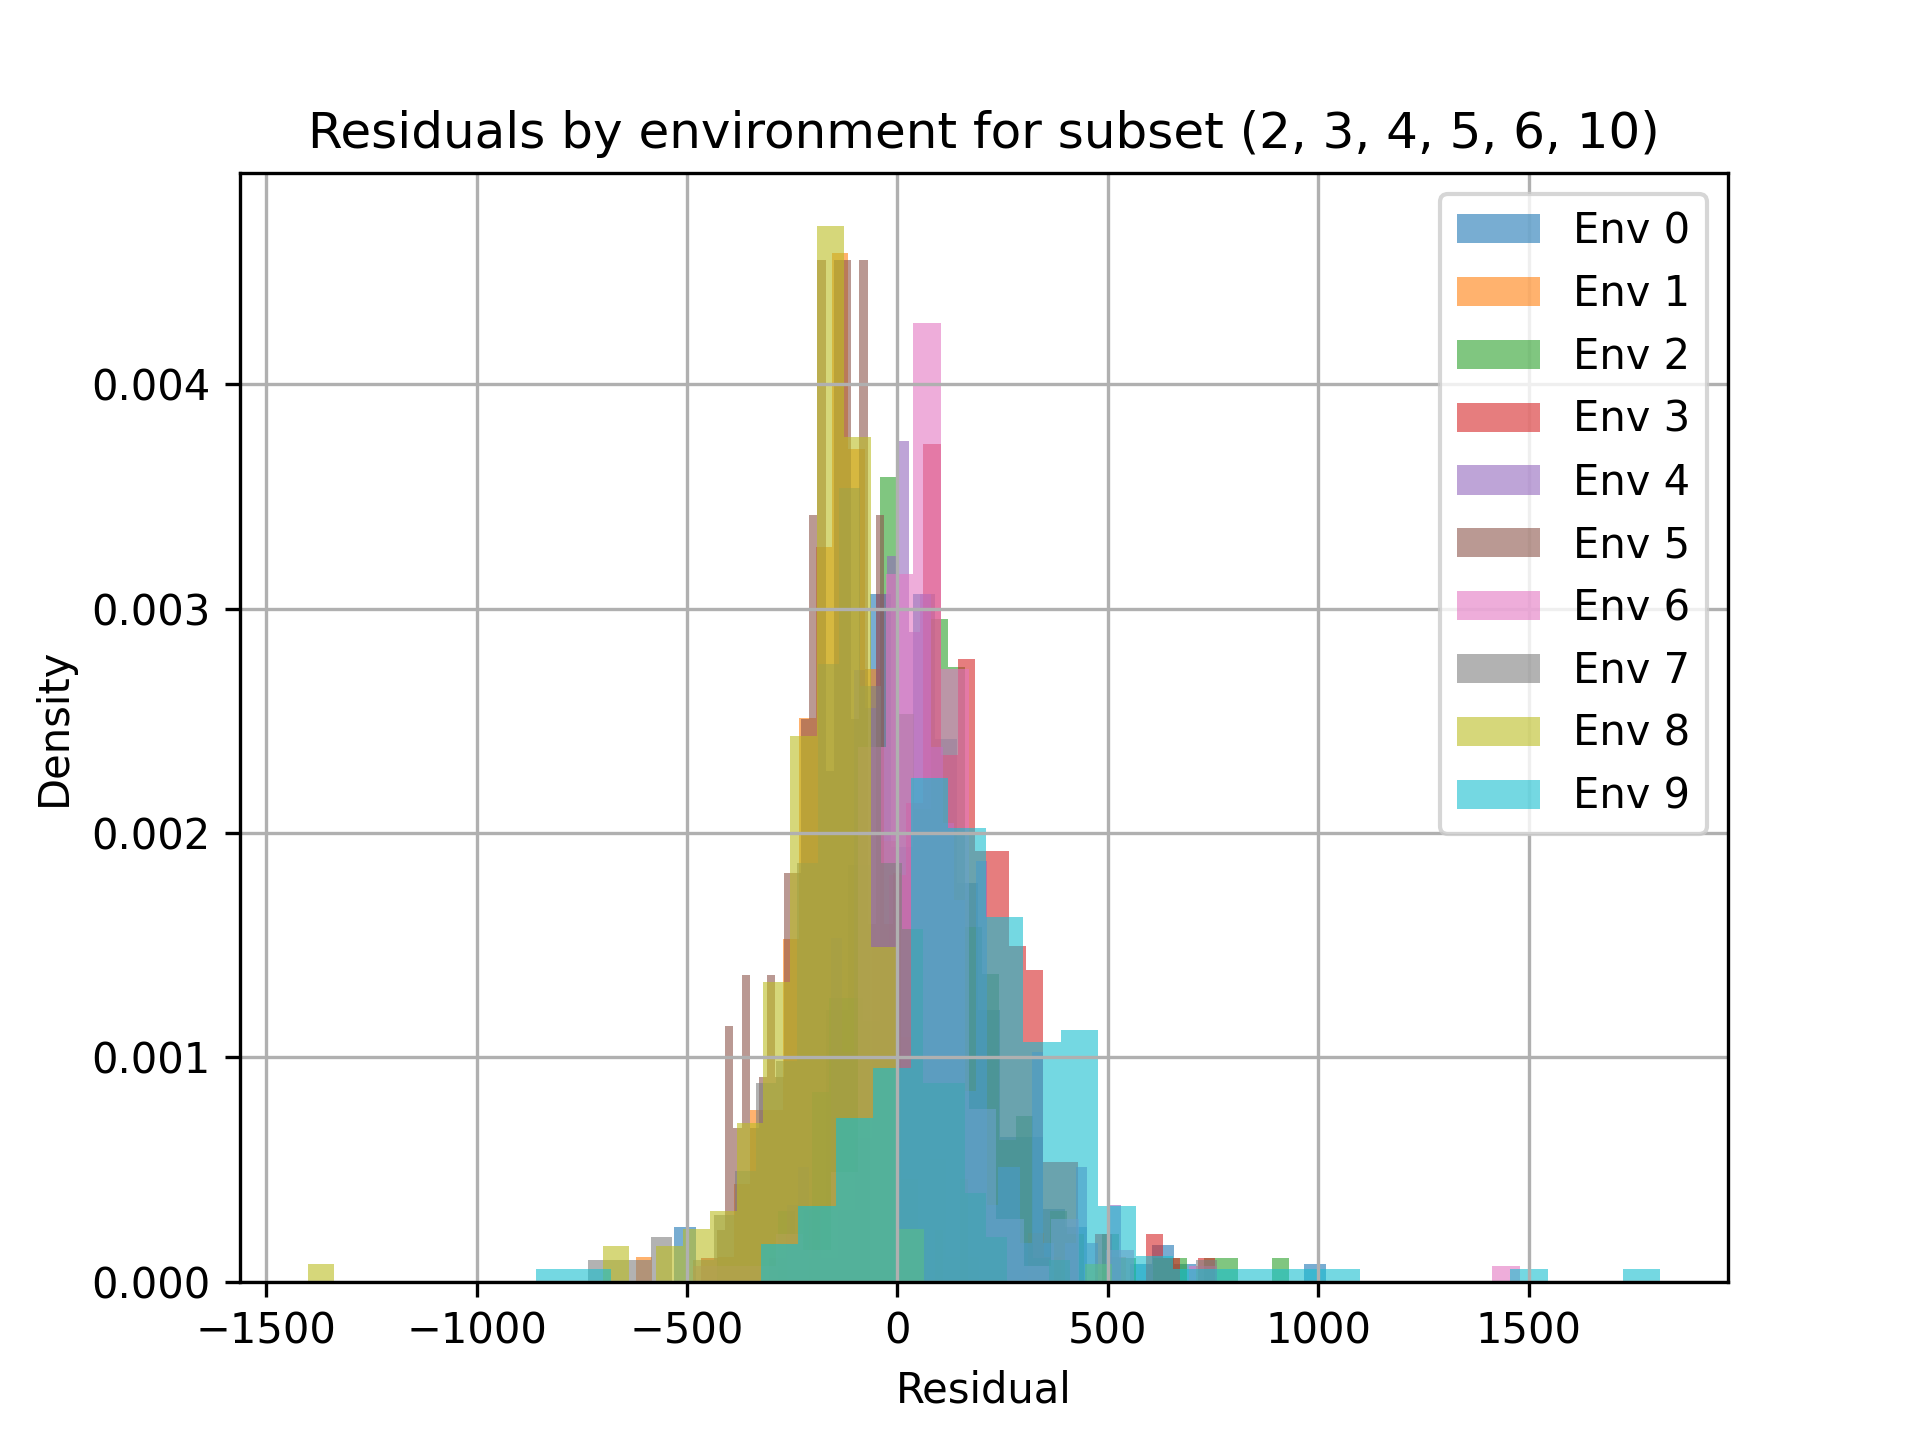 Residuals by environment for subset (2, 3, 4, 5, 6, 10)
Env 0
Env 1
Env 2
Env 3
Env 4
Env 5
Env 6
Env 7
Env 8
Env 9
Density
0.004
0.003
0.002
0.001
0.000
−1500 −1000 −500 0 500 1000 1500
Residual